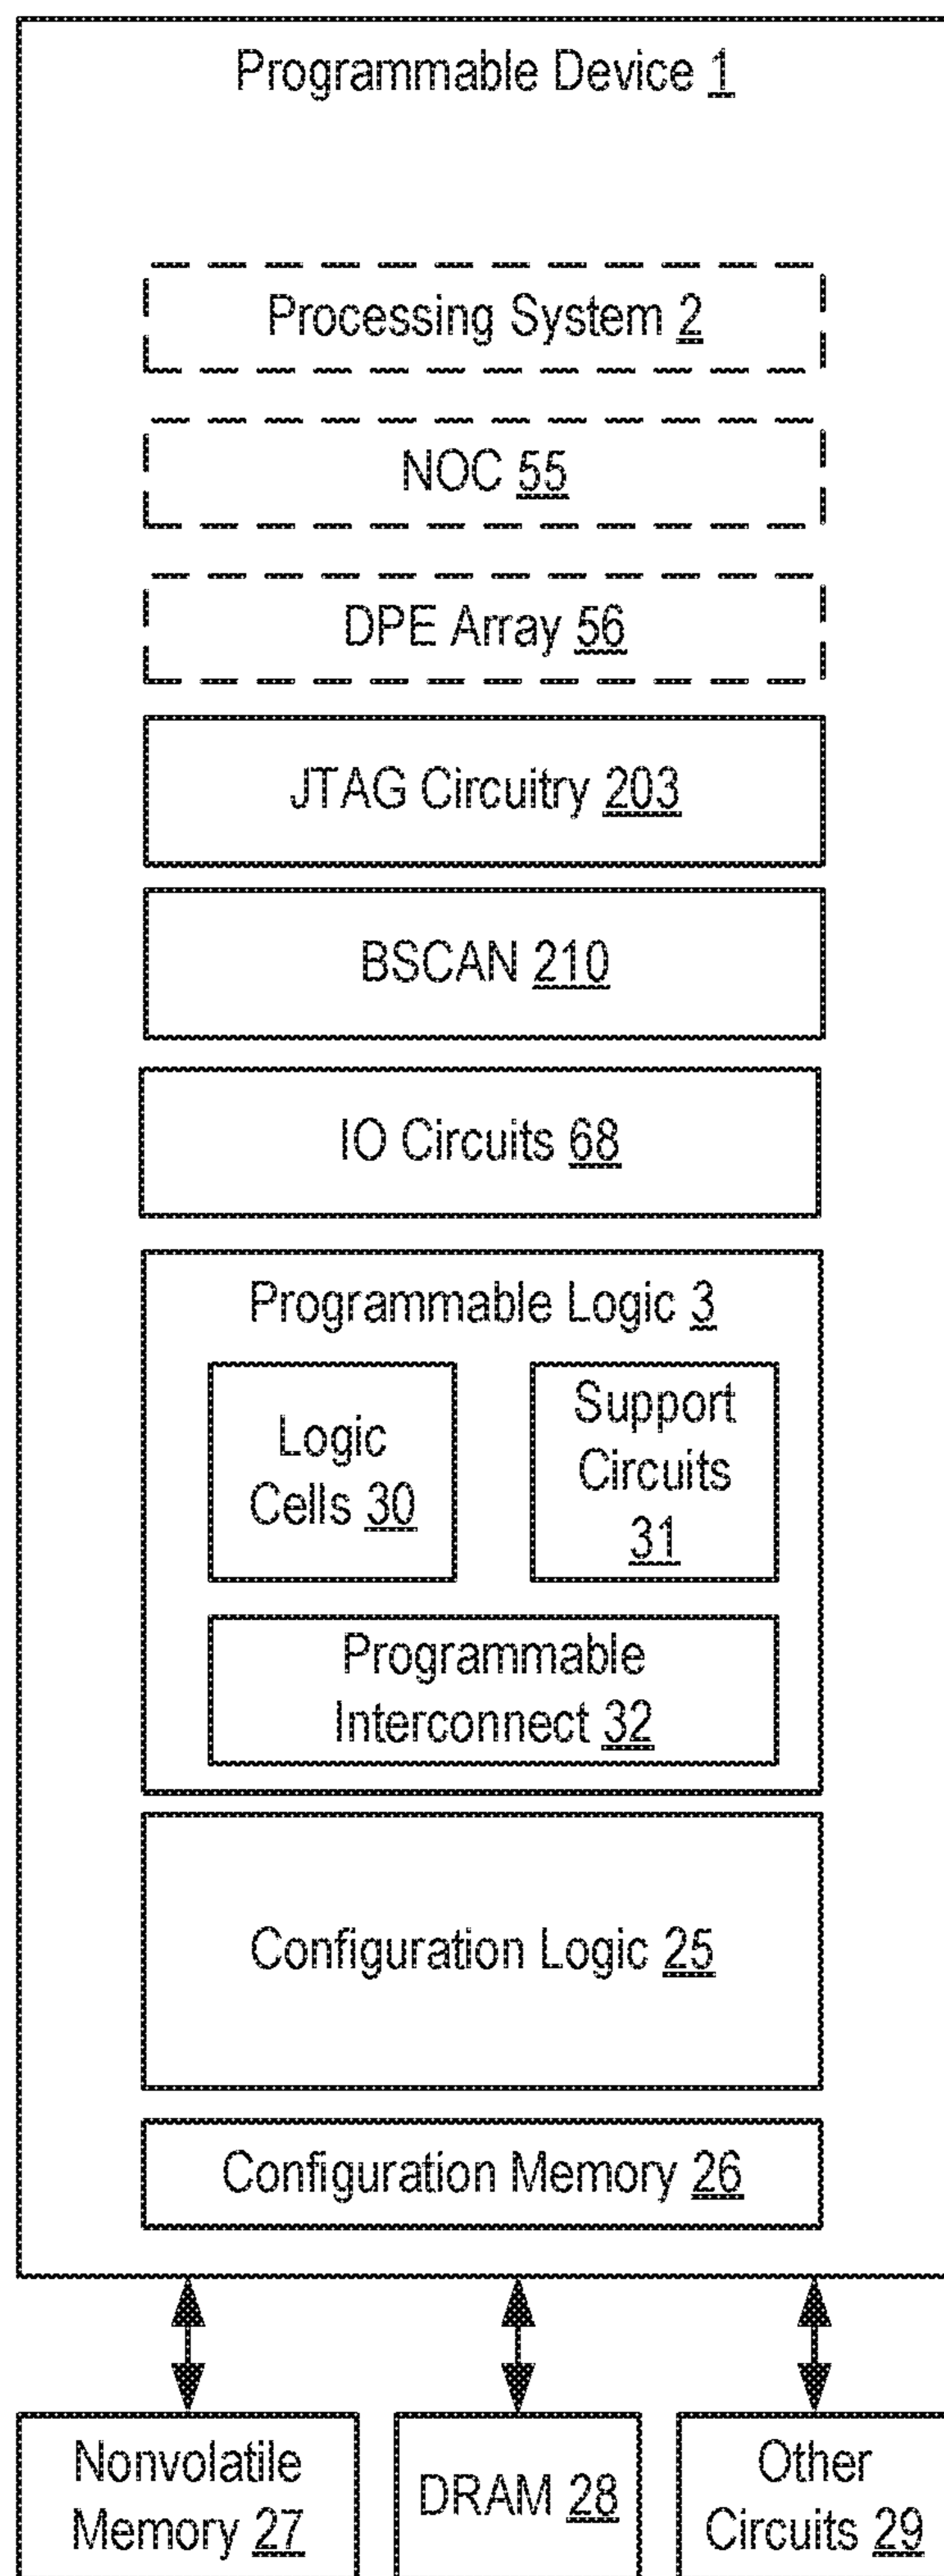 Programmable Device 1
Processing System 2
NOC 55
DPE Array 56
JTAG Circuitry 203
BSCAN 210
IO Circuits 68
Programmable Logic 3
Logic
Cells 30
Support
Circuits
31
Programmable
Interconnect 32
Configuration Logic 25
Configuration Memory 26
Nonvolatile
Memory 27
DRAM 28
Other
Circuits 29